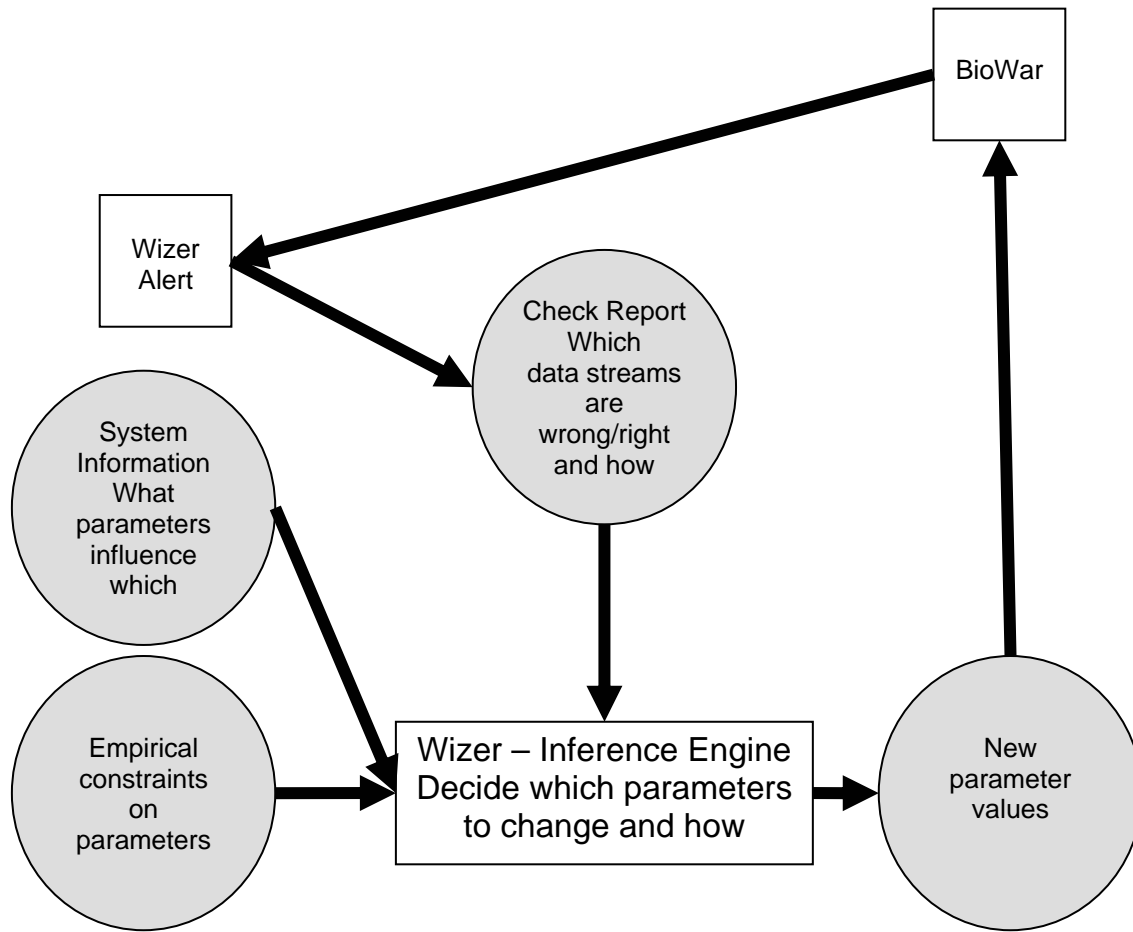 BioWar
Wizer
Alert
Check Report
Which
data streams
are
wrong/right
and how
System
Information
What
parameters
influence
which
Empirical
constraints
on
parameters
Wizer – Inference Engine
Decide which parameters
to change and how
New
parameter
values